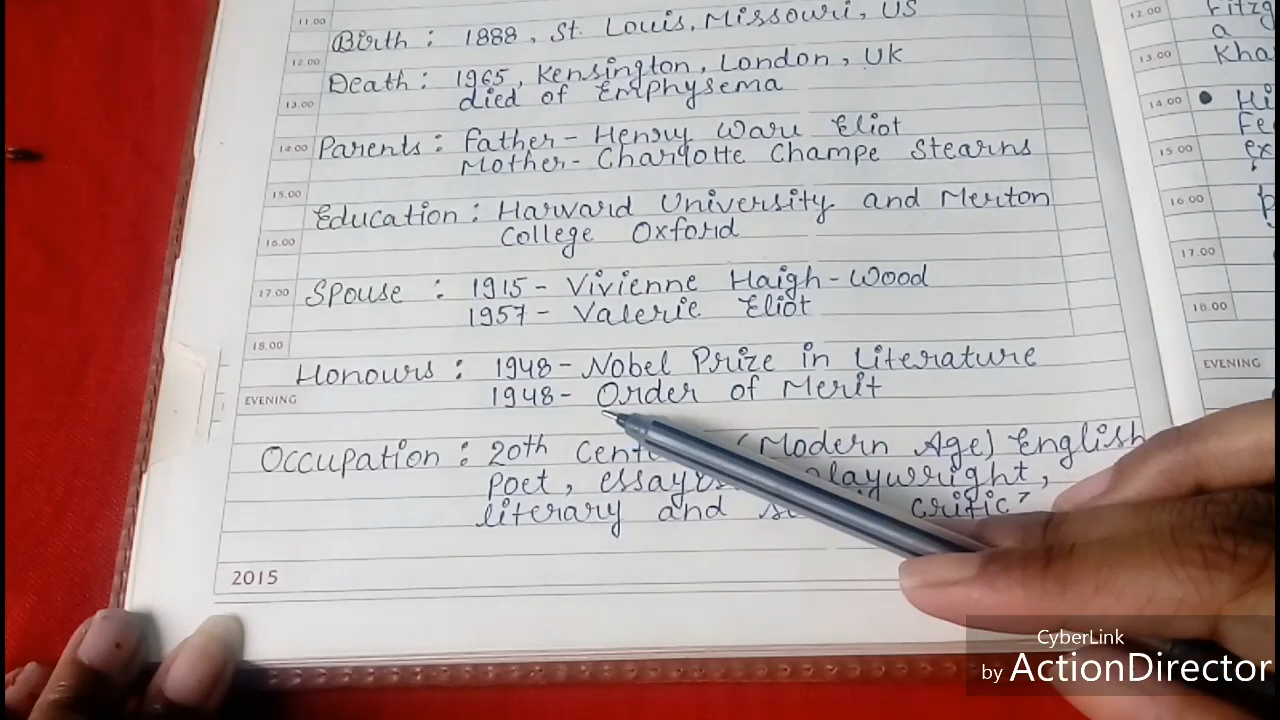 11.00
Birth : 1888, St. Louis, Missouri, US
12.00
Death : 1965, Kensington, London, UK
died of Emphysema
13.00
14.00
Parents : Father - Henry Ware Eliot
Mother - Charlotte Champe Stearns
15.00
Education : Harvard University and Merton
College Oxford
16.00
17.00
Spouse : 1915 - Vivienne Haigh-Wood
1957 - Valerie Eliot
18.00
Honours : 1948 - Nobel Prize in Literature
1948 - Order of Merit
EVENING
Occupation : 20th (Modern Age) English
Poet, playwright,
literary and critic
2015
12.00
a
13.00
14.00
15.00
16.00
17.00
18.00
EVENING
CyberLink
by ActionDirector